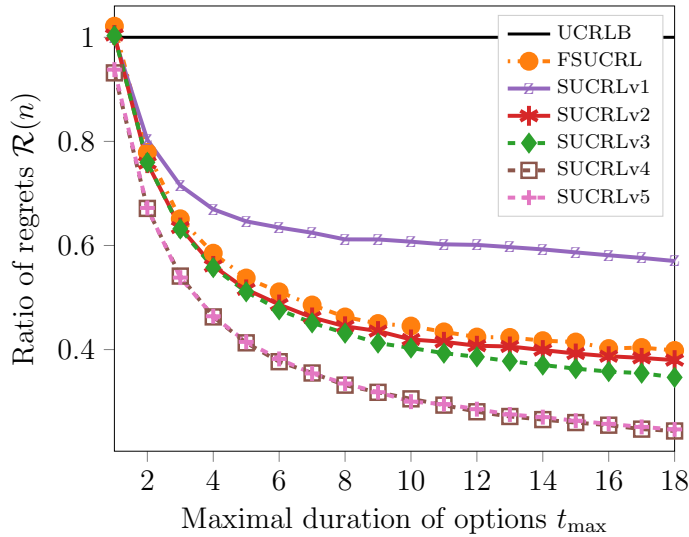 Ratio of regrets R(n)
1
0.8
0.6
0.4
UCRLB
FSUCRL
SUCRLv1
SUCRLv2
SUCRLv3
SUCRLv4
SUCRLv5
2 4 6 8 10 12 14 16 18
Maximal duration of options t_max